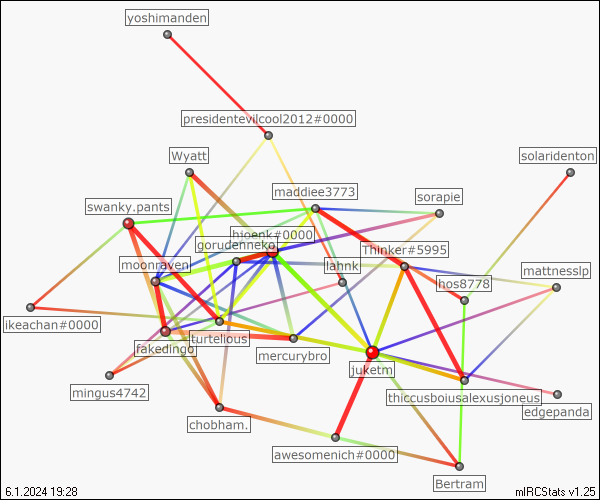 yoshimanden
presidentevilcool2012#0000
Wyatt
solaridenton
maddiee3773
sorapie
swanky.pants
hioenk#0000
gorudenneko
Thinker#5995
moonraven
lahnk
mattnesslp
hos8778
ikeachan#0000
turtelious
fakedingo
mercurybro
juketm
mingus4742
thiccusboiusalexusjoneus
edgepanda
chobham.
awesomenich#0000
Bertram
6.1.2024 19:28
mIRCStats v1.25